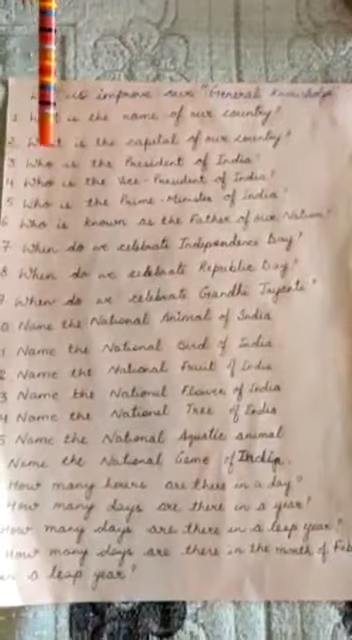 us improve our "General Knowledge
1 is the name of our country?
2. is the capital of our country?
3 Who is the President of India?
4 Who is the Vice-President of India?
5 Who is the Prime-Minister of india?
6 Who is known as the Father of our Nation?
7 When do we celebrate Independence Day?
8 When do we celebrate Republic Day?
9 When do we celebrate Gandhi Jayanti?
0 Name the National Animal of India
1 Name the National Bird of India
2 Name the National Fruit of India
3 Name the National Flower of India
4 Name the National Tree of India
5 Name the National Aquatic animal
Name the National Game of India.
How many hours are there in a day?
How many days are there in a year?
How many days are there in a leap year?
How many days are there in the month of Feb
in a leap year?